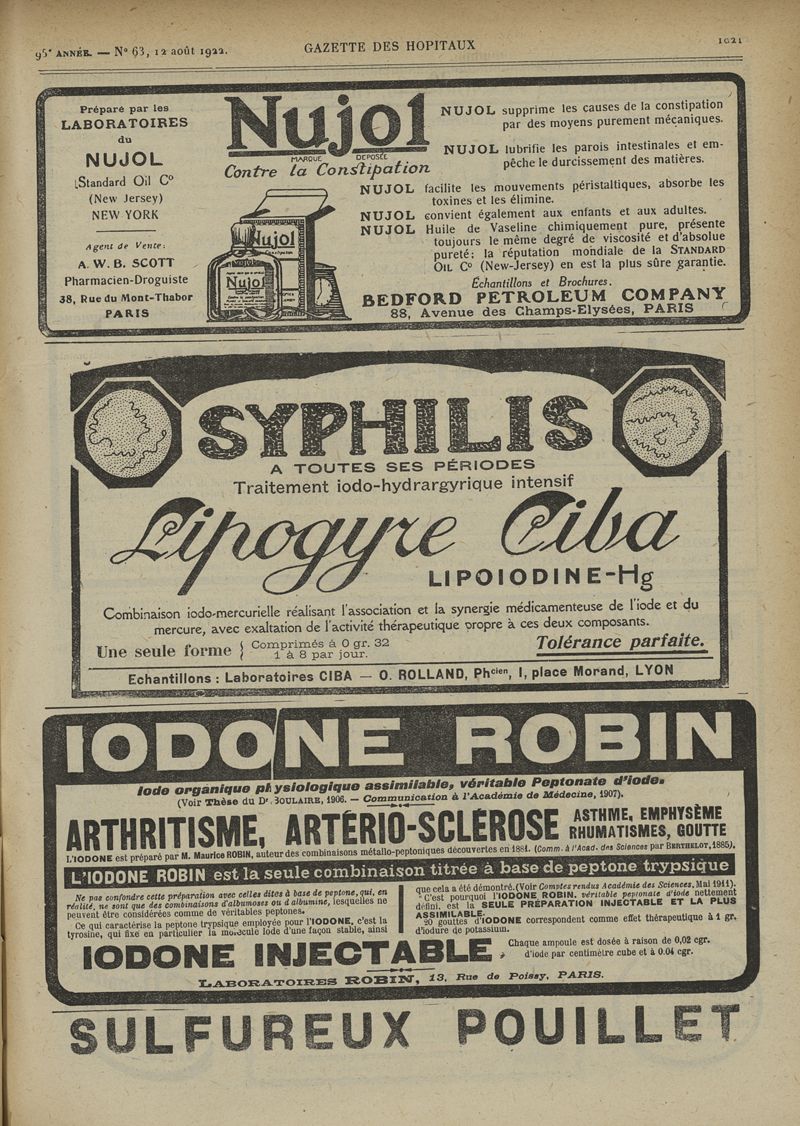 95e ANNÉE. — No 63, 12 août 1922.
GAZETTE DES HOPITAUX
1021
Préparé par les
LABORATOIRES
du
NUJOL
Standard Oil Co
(New Jersey)
NEW YORK
Agent de Vente:
A. W. B. SCOTT
Pharmacien-Droguiste
38, Rue du Mont-Thabor
PARIS
Nujol
MARQUE DEPOSÉE
Contre la Constipation
Nujol
Nujol
NUJOL supprime les causes de la constipation
par des moyens purement mécaniques.
NUJOL lubrifie les parois intestinales et em-
pêche le durcissement des matières.
NUJOL facilite les mouvements péristaltiques, absorbe les
toxines et les élimine.
NUJOL convient également aux enfants et aux adultes.
NUJOL Huile de Vaseline chimiquement pure, présente
toujours le même degré de viscosité et d'absolue
pureté: la réputation mondiale de la STANDARD
OIL Co (New-Jersey) en est la plus sûre garantie.
Échantillons et Brochures.
BEDFORD PETROLEUM COMPANY
88, Avenue des Champs-Elysées, PARIS
SYPHILIS
A TOUTES SES PÉRIODES
Traitement iodo-hydrargyrique intensif
Lipogyre Ciba
LIPOIODINE-Hg
Combinaison iodo-mercurielle réalisant l'association et la synergie médicamenteuse de l'iode et du
mercure, avec exaltation de l'activité thérapeutique propre à ces deux composants.
Une seule forme { Comprimés à 0 gr. 32
1 à 8 par jour.
Tolérance parfaite.
Echantillons : Laboratoires CIBA — O. ROLLAND, Phcien, 1, place Morand, LYON
IODONE ROBIN
Iode organique physiologique assimilable, véritable Peptonate d'iode.
(Voir Thèse du Dr BOULAIRE, 1906. — Communication à l'Académie de Médecine, 1907).
ARTHRITISME, ARTÉRIO-SCLÉROSE ASTHME, EMPHYSÈME
RHUMATISMES, GOUTTE
L'IODONE est préparé par M. Maurice ROBIN, auteur des combinaisons métallo-peptoniques découvertes en 1881. (Comm. à l'Acad. des Sciences par BERTHELOT, 1885).
L'IODONE ROBIN est la seule combinaison titrée à base de peptone trypsique
Ne pas confondre cette préparation avec celles dites à base de peptone, qui, en
réalité, ne sont que des combinaisons d'albumoses ou d'albumine, lesquelles ne
peuvent être considérées comme de véritables peptones.
Ce qui caractérise la peptone trypsique employée pour l'IODONE, c'est la
tyrosine, qui fixe en particulier la molécule iode d'une façon stable, ainsi
que cela a été démontré. (Voir Comptes rendus Académie des Sciences, Mai 1911).
C'est pourquoi l'IODONE ROBIN, véritable peptonate d'iode nettement
défini, est la SEULE PRÉPARATION INJECTABLE ET LA PLUS
ASSIMILABLE.
20 gouttes d'IODONE correspondent comme effet thérapeutique à 1 gr.
d'iodure de potassium.
IODONE INJECTABLE
Chaque ampoule est dosée à raison de 0,02 cgr.
d'iode par centimètre cube et à 0.04 cgr.
LABORATOIRES ROBIN, 13, Rue de Poissy, PARIS.
SULFUREUX POUILLET